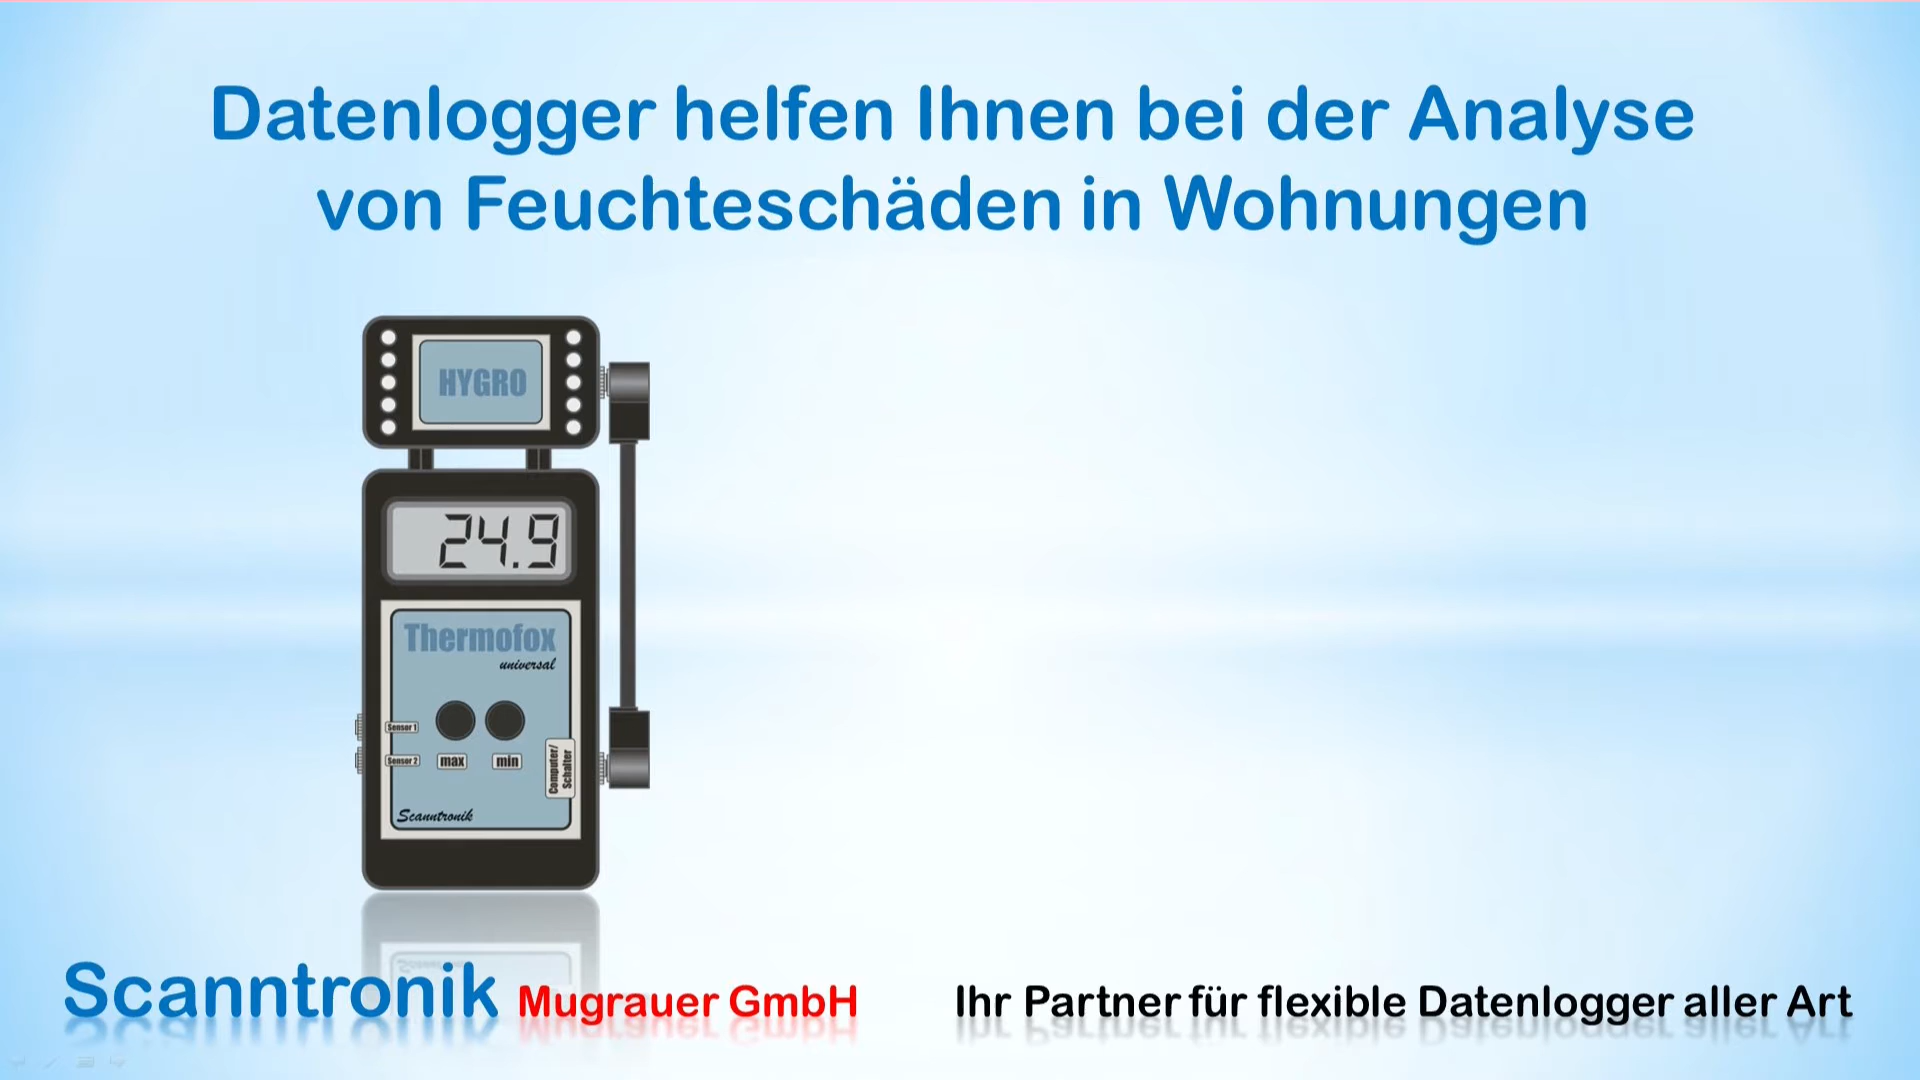 Datenlogger helfen Ihnen bei der Analyse
von Feuchteschäden in Wohnungen
HYGRO
24.9
Thermofox
universal
Sensor 1
Sensor 2
max
min
Computer/
Schalter
Scanntronik
Scanntronik Mugrauer GmbH
Ihr Partner für flexible Datenlogger aller Art